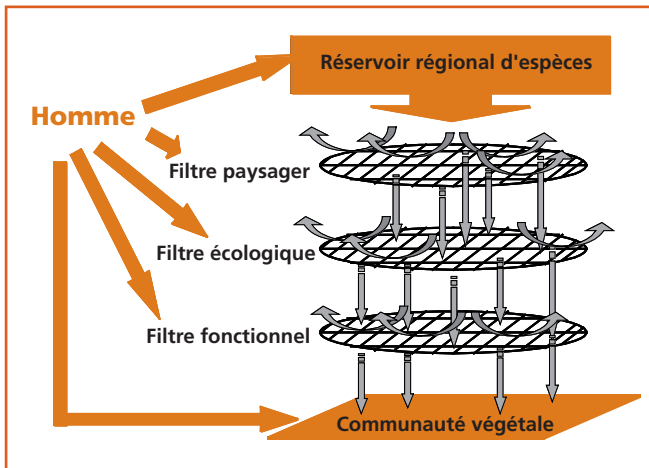 Réservoir régional d'espèces
Homme
Filtre paysager
Filtre écologique
Filtre fonctionnel
Communauté végétale